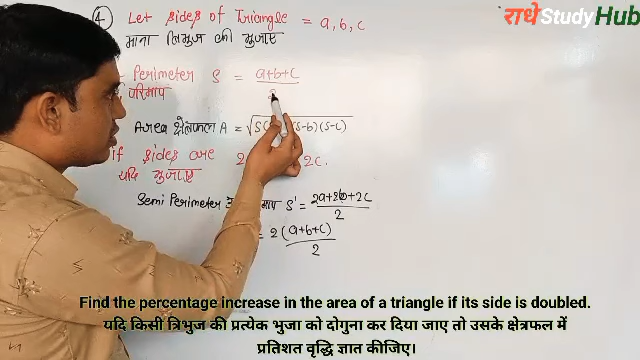 राधे Study Hub
④ Let sides of Triangle = a, b, c
माना त्रिभुज की भुजाएँ
Perimeter S = a+b+c
परिमाप
Area क्षेत्रफल A = √S( -b)(S-c)
if sides are 2 2c.
यदि भुजाएँ
Semi Perimeter माप S' = 2a+2b+2c / 2
= 2(a+b+c) / 2
Find the percentage increase in the area of a triangle if its side is doubled.
यदि किसी त्रिभुज की प्रत्येक भुजा को दोगुना कर दिया जाए तो उसके क्षेत्रफल में
प्रतिशत वृद्धि ज्ञात कीजिए।